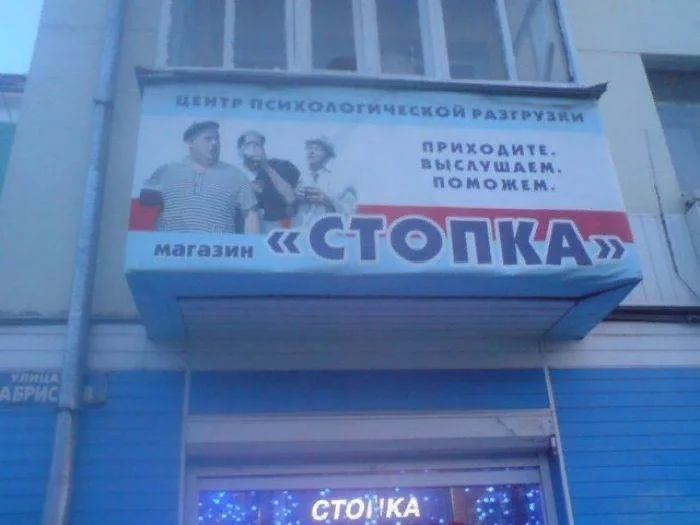 ЦЕНТР ПСИХОЛОГИЧЕСКОЙ РАЗГРУЗКИ
ПРИХОДИТЕ.
ВЫСЛУШАЕМ.
ПОМОЖЕМ.
магазин «СТОПКА»
УЛИЦА
АБРИС
СТОПКА